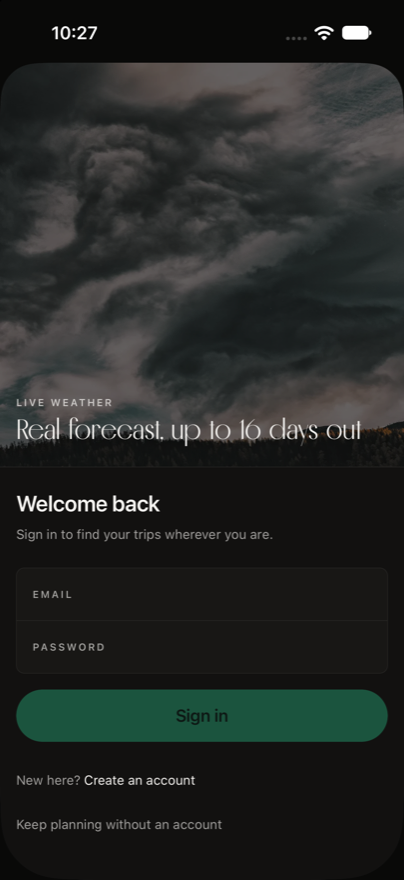 10:27
LIVE WEATHER
Real forecast, up to 16 days out
Welcome back
Sign in to find your trips wherever you are.
EMAIL
PASSWORD
Sign in
New here? Create an account
Keep planning without an account